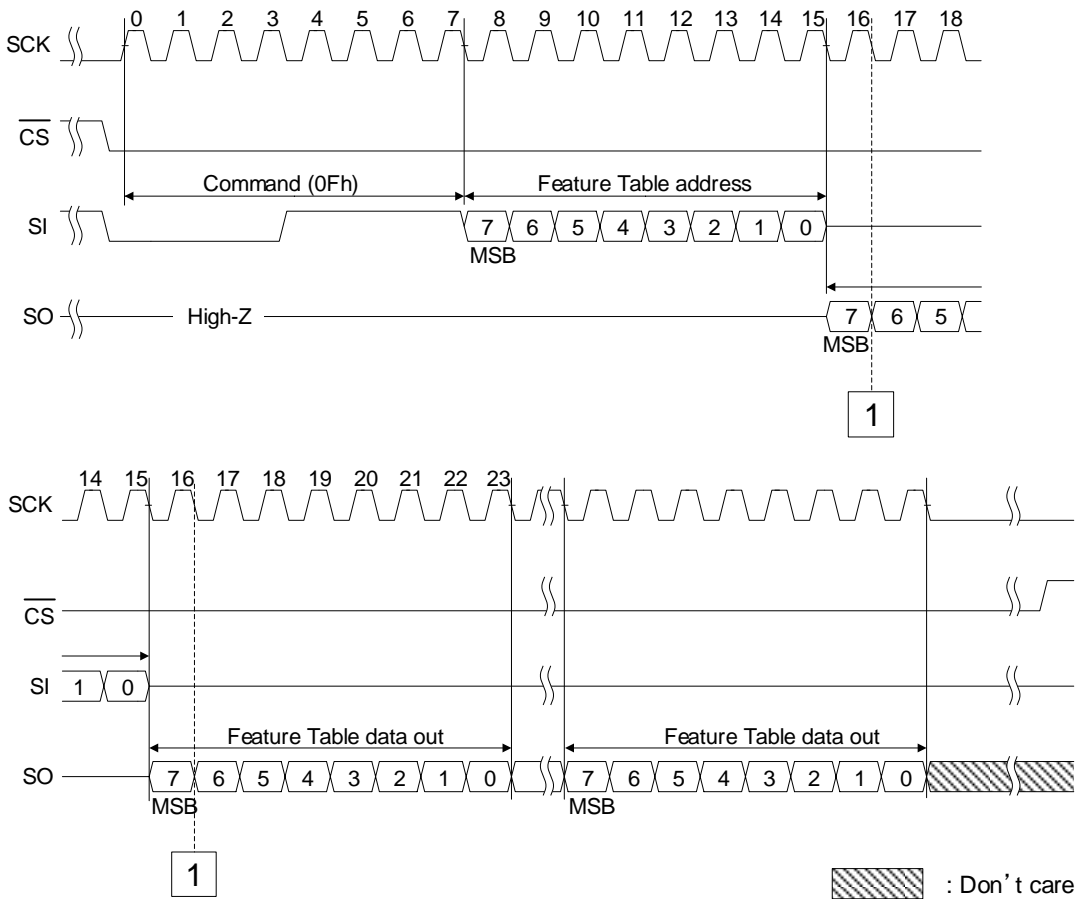 0 1 2 3 4 5 6 7 8 9 10 11 12 13 14 15 16 17 18
SCK
CS
Command (0Fh) Feature Table address
SI 7 6 5 4 3 2 1 0
MSB
SO High-Z 7 6 5
MSB
1
14 15 16 17 18 19 20 21 22 23
SCK
CS
SI 1 0
Feature Table data out Feature Table data out
SO 7 6 5 4 3 2 1 0 7 6 5 4 3 2 1 0
MSB MSB
1
: Don't care